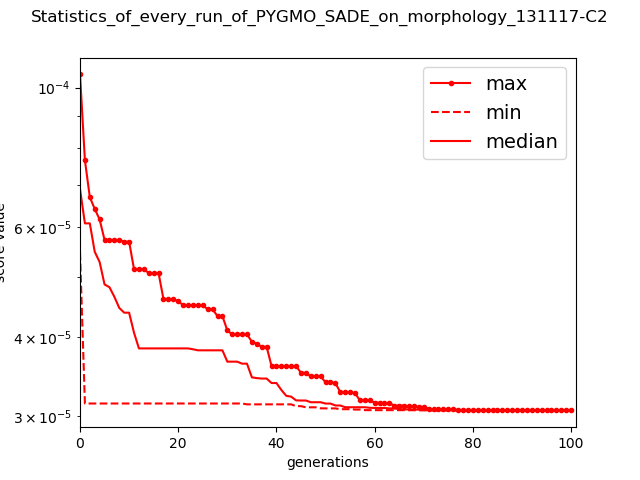 Statistics_of_every_run_of_PYGMO_SADE_on_morphology_131117-C2
max
min
median
10⁻⁴
6 × 10⁻⁵
4 × 10⁻⁵
3 × 10⁻⁵
score value
0 20 40 60 80 100
generations